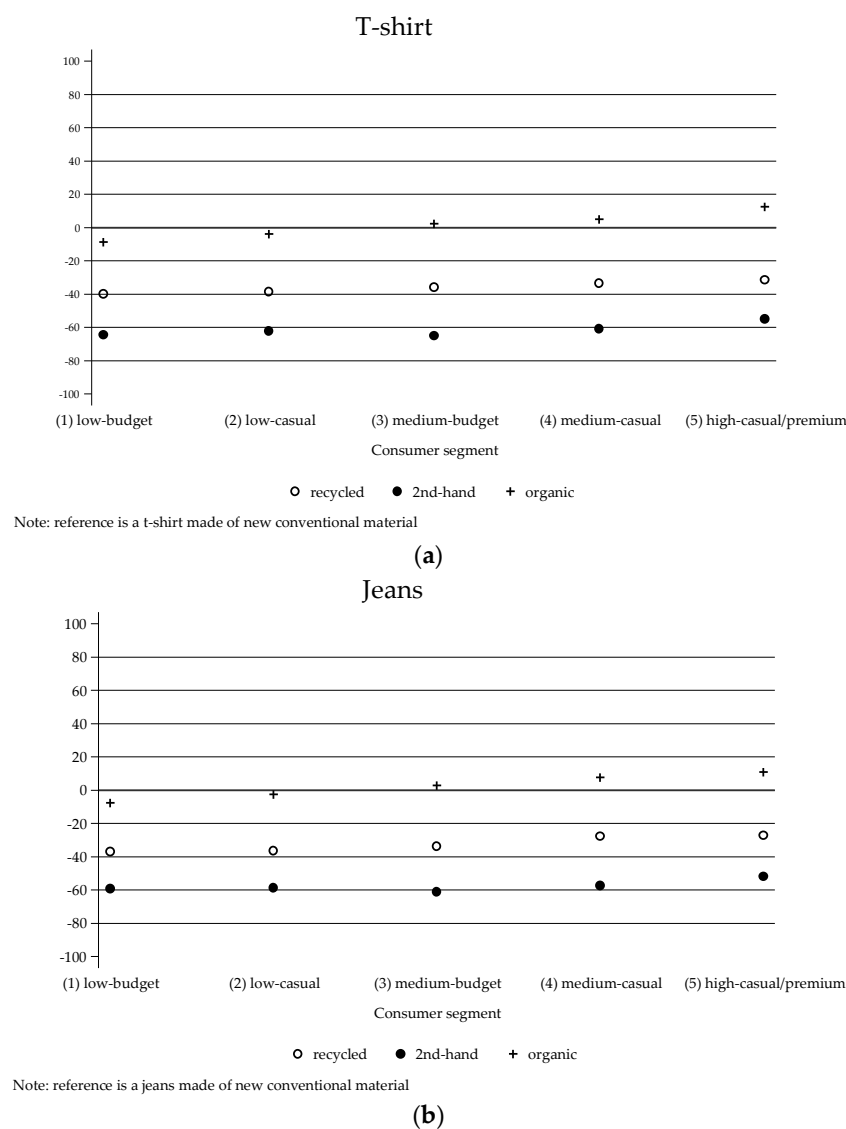 T-shirt
100
80
60
40
20
0
-20
-40
-60
-80
-100
(1) low-budget (2) low-casual (3) medium-budget (4) medium-casual (5) high-casual/premium
Consumer segment
recycled 2nd-hand organic
Note: reference is a t-shirt made of new conventional material
(a)
Jeans
100
80
60
40
20
0
-20
-40
-60
-80
-100
(1) low-budget (2) low-casual (3) medium-budget (4) medium-casual (5) high-casual/premium
Consumer segment
recycled 2nd-hand organic
Note: reference is a jeans made of new conventional material
(b)